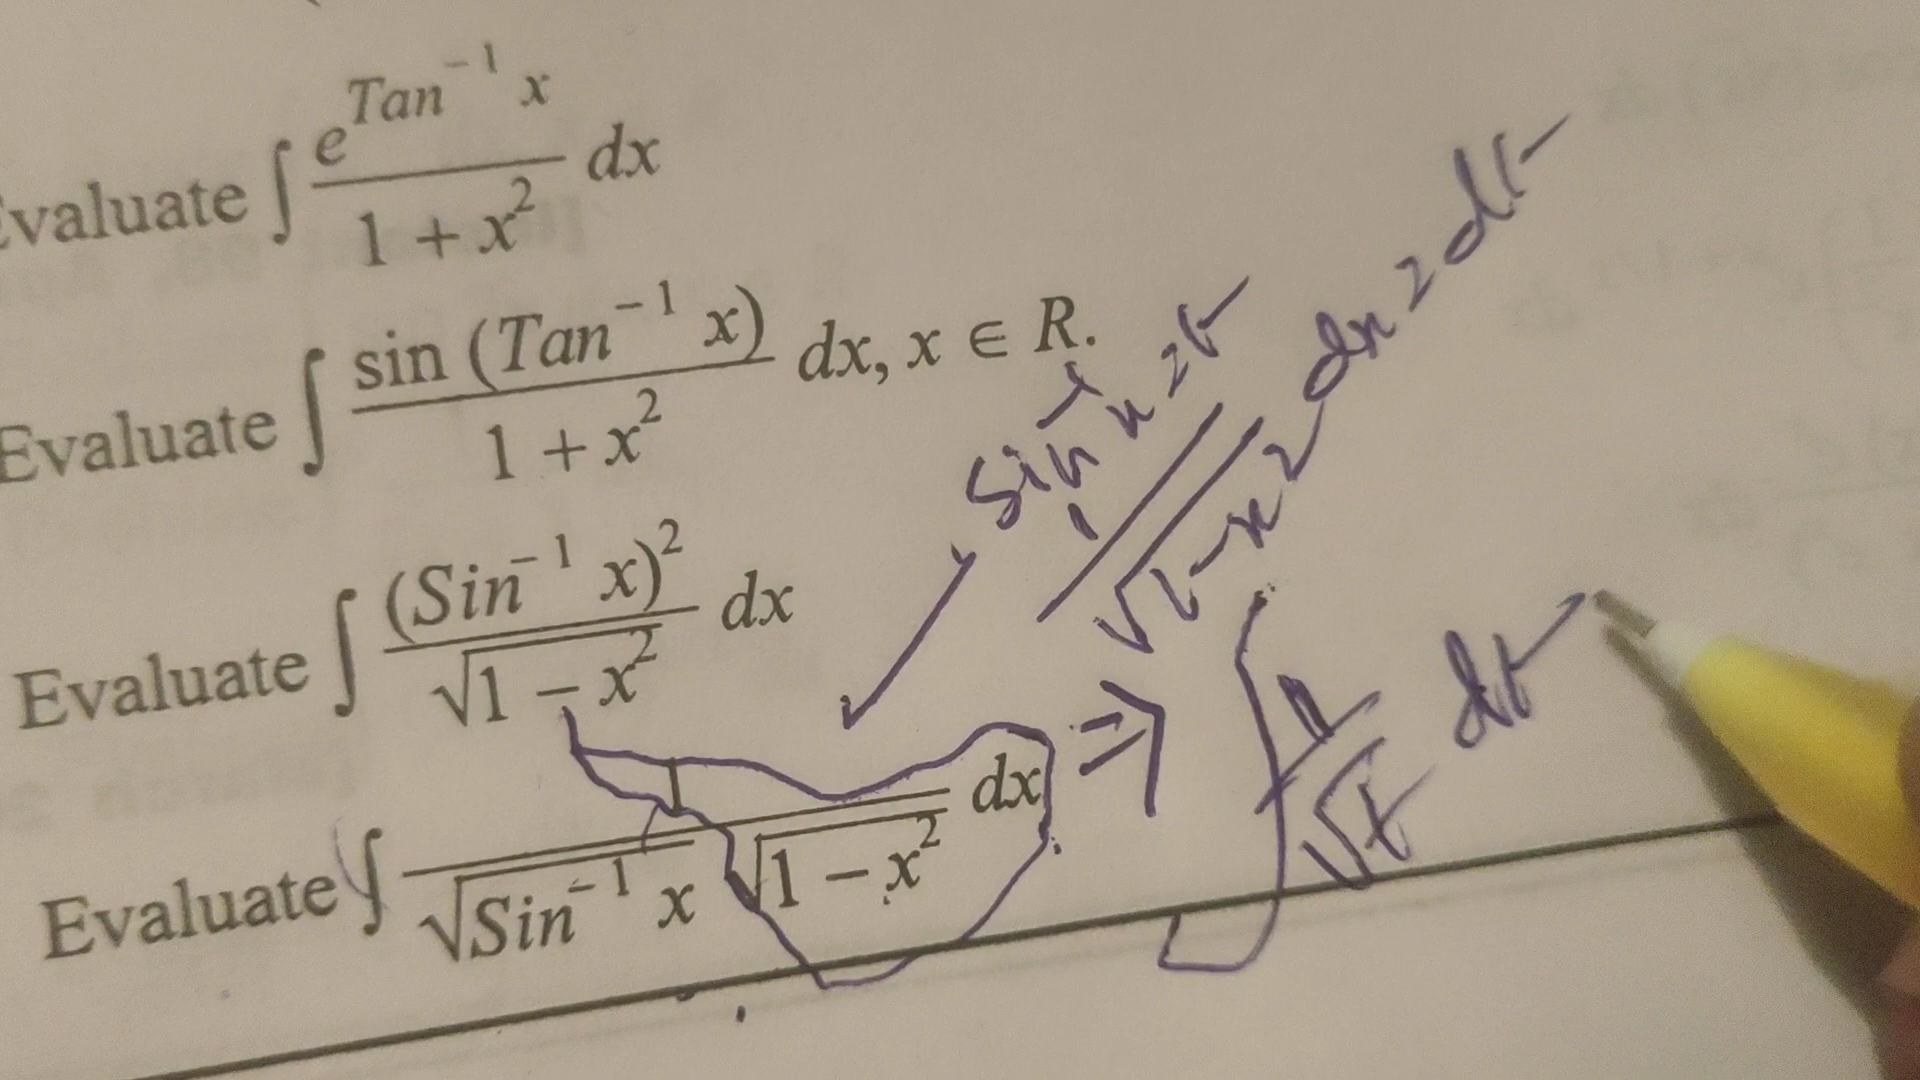 Evaluate ∫ e^(Tan⁻¹ x) / (1 + x²) dx
Evaluate ∫ sin (Tan⁻¹ x) / (1 + x²) dx, x ∈ R.
Evaluate ∫ (Sin⁻¹ x)² / √(1 − x²) dx
Evaluate ∫ 1 / (√(Sin⁻¹ x) √(1 − x²)) dx
sin⁻¹ x = t
1 / √(1 − x²) dx = dt
⇒ ∫ 1 / √t dt